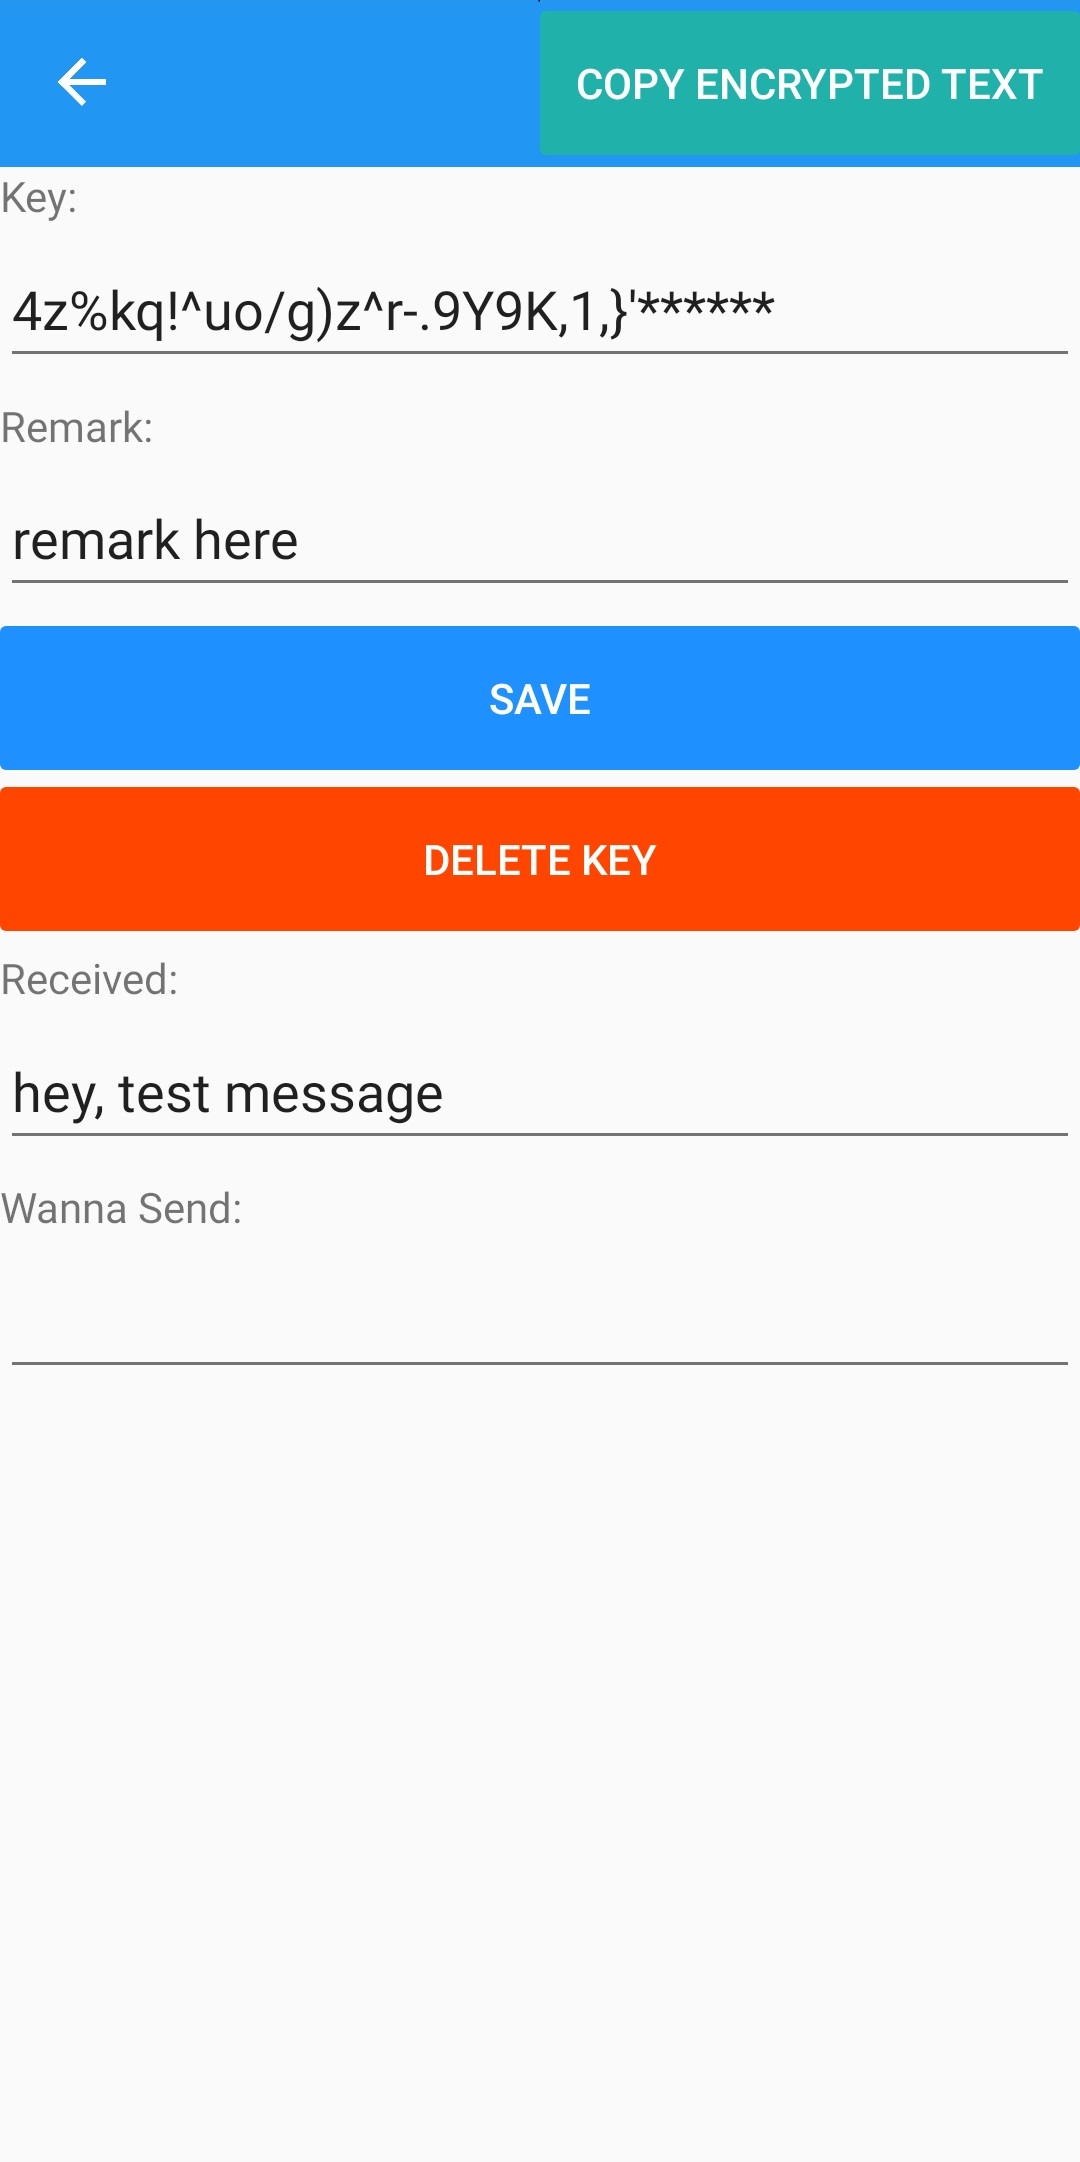 COPY ENCRYPTED TEXT
Key:
4z%kq!^uo/g)z^r-.9Y9K,1,}'******
Remark:
remark here
SAVE
DELETE KEY
Received:
hey, test message
Wanna Send: